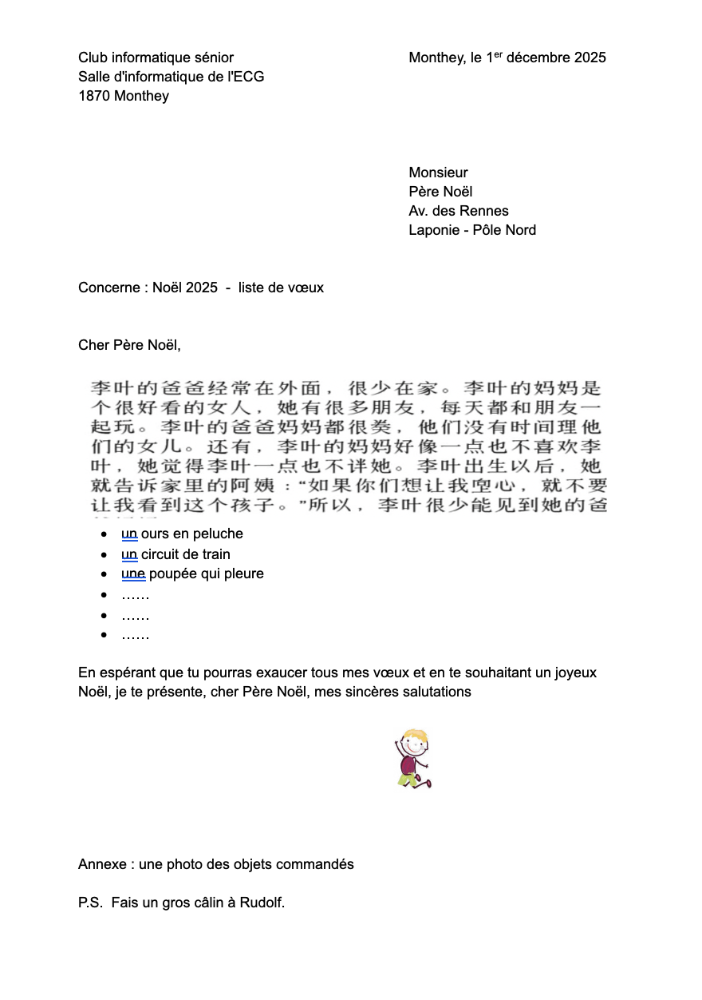 Club informatique sénior
Monthey, le 1er décembre 2025
Salle d'informatique de l'ECG
1870 Monthey
Monsieur
Père Noël
Av. des Rennes
Laponie - Pôle Nord
Concerne : Noël 2025 - liste de vœux
Cher Père Noël,
李叶的爸爸经常在外面，很少在家。李叶的妈妈是
个很好看的女人，她有很多朋友，每天都和朋友一
起玩。李叶的爸爸妈妈都很，他们没有时间理他
们的女儿。还有，李叶的妈妈好像一点也不喜欢李
叶，她觉得李叶一点也不她。李叶出生以后，她
就告诉家里的阿姨：“如果你们想让我心，就不要
让我看到这个孩子。”所以，李叶很少能见到她的爸
• un ours en peluche
• un circuit de train
• une poupée qui pleure
• ……
• ……
• ……
En espérant que tu pourras exaucer tous mes vœux et en te souhaitant un joyeux
Noël, je te présente, cher Père Noël, mes sincères salutations
Annexe : une photo des objets commandés
P.S. Fais un gros câlin à Rudolf.